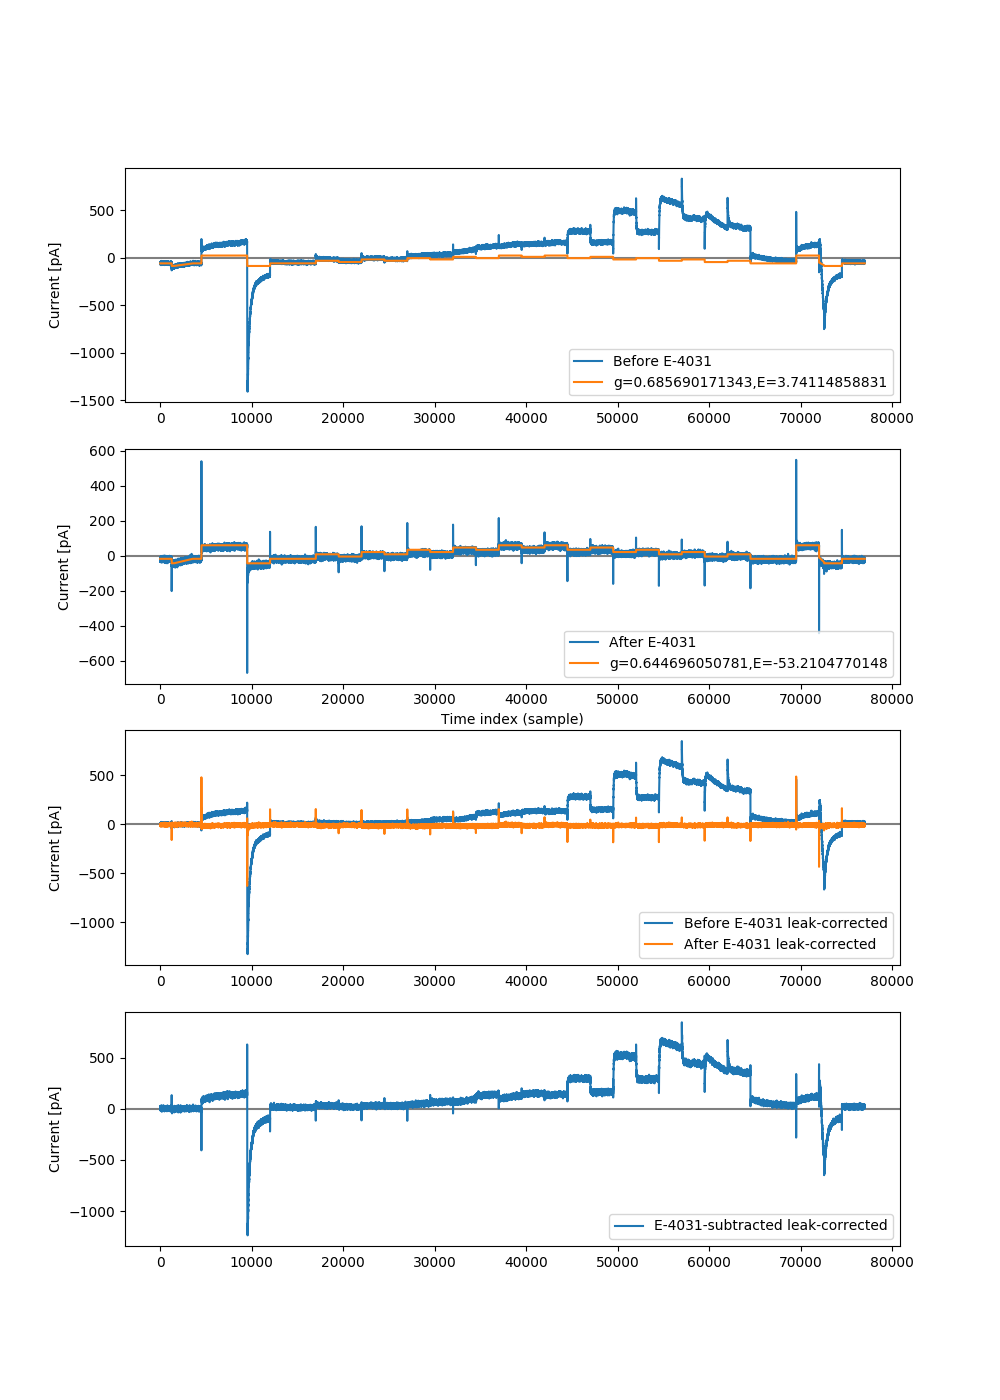 500
0
−500
−1000
−1500
Current [pA]
Before E-4031
g=0.685690171343,E=3.74114858831
0 10000 20000 30000 40000 50000 60000 70000 80000
600
400
200
0
−200
−400
−600
Current [pA]
After E-4031
g=0.644696050781,E=-53.2104770148
0 10000 20000 30000 40000 50000 60000 70000 80000
Time index (sample)
500
0
−500
−1000
Current [pA]
Before E-4031 leak-corrected
After E-4031 leak-corrected
0 10000 20000 30000 40000 50000 60000 70000 80000
500
0
−500
−1000
Current [pA]
E-4031-subtracted leak-corrected
0 10000 20000 30000 40000 50000 60000 70000 80000